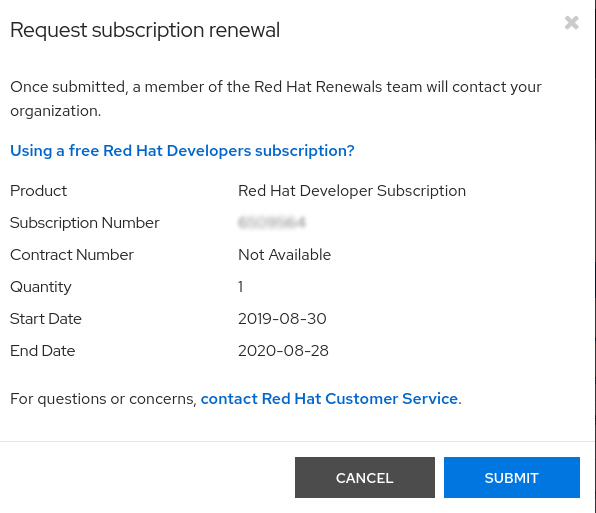 Request subscription renewal
Once submitted, a member of the Red Hat Renewals team will contact your
organization.
Using a free Red Hat Developers subscription?
Product Red Hat Developer Subscription
Subscription Number
Contract Number Not Available
Quantity 1
Start Date 2019-08-30
End Date 2020-08-28
For questions or concerns, contact Red Hat Customer Service.
CANCEL SUBMIT